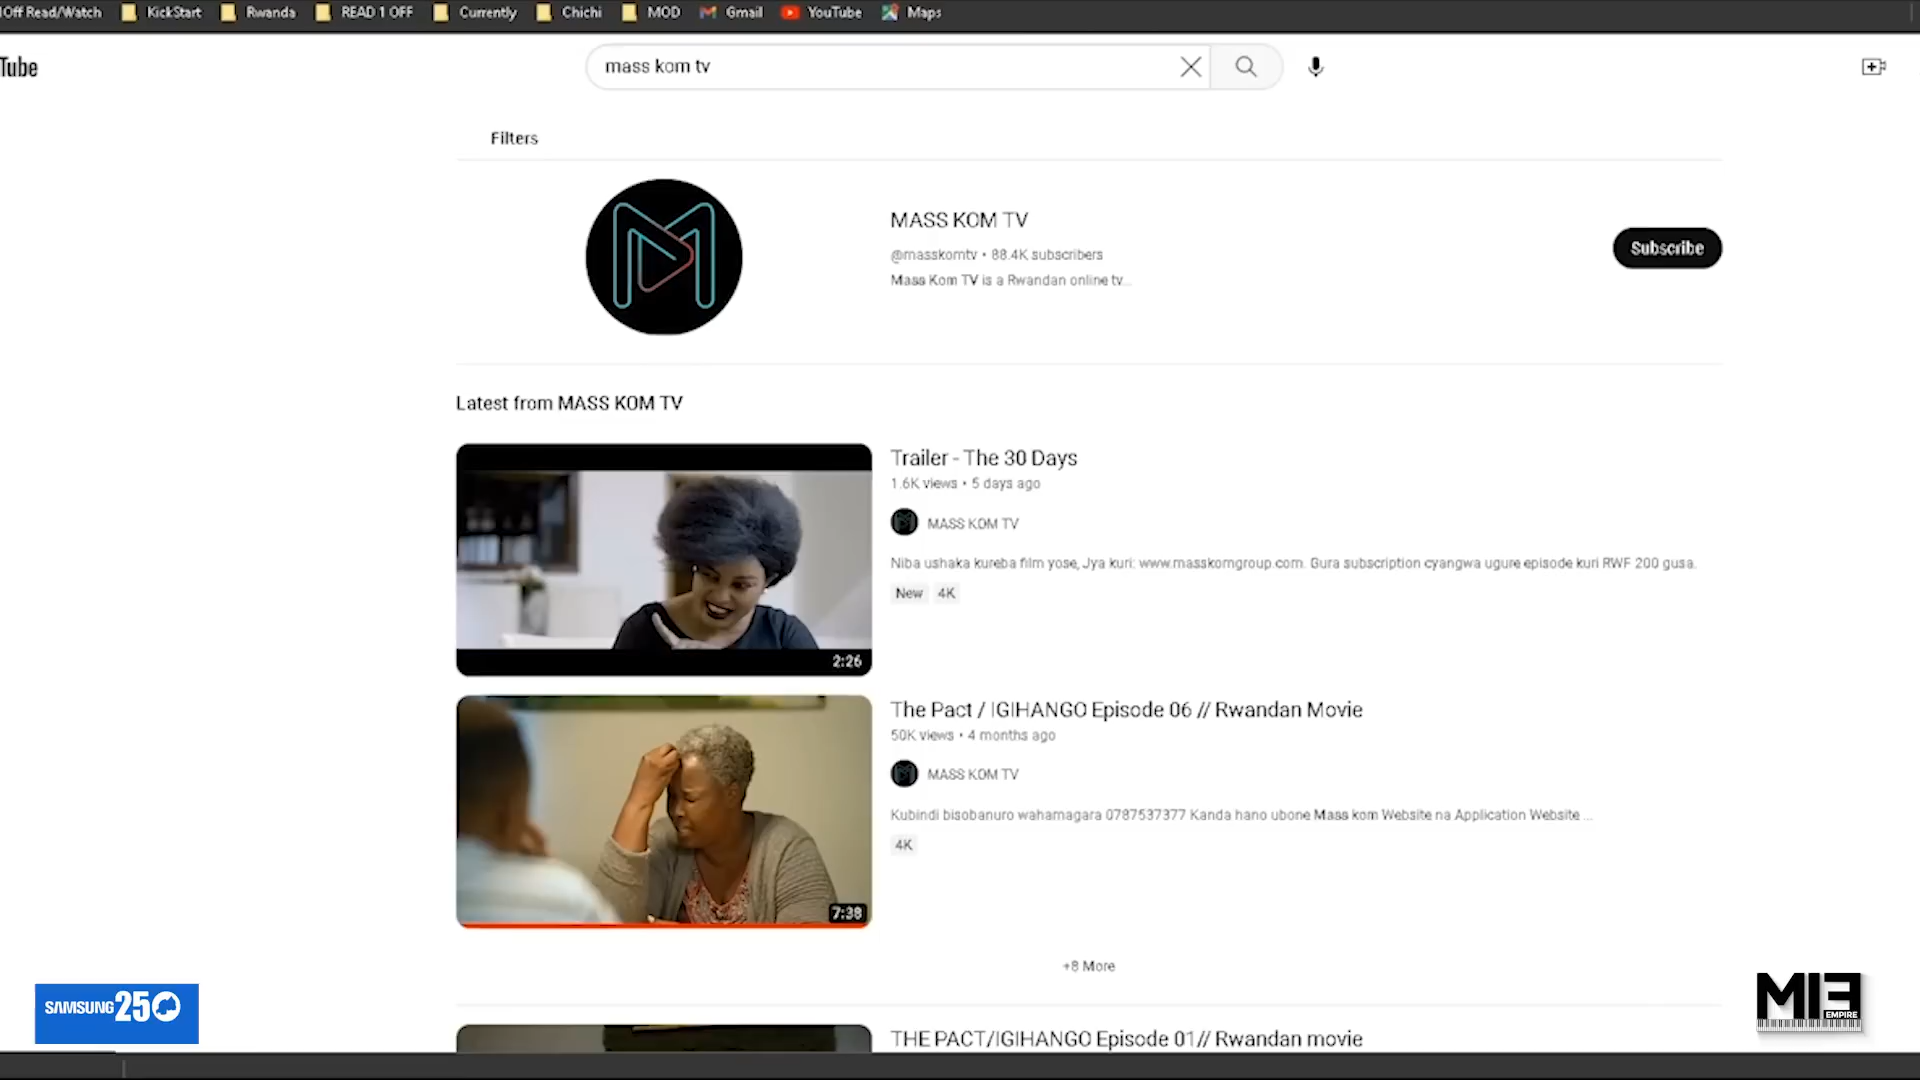 Off Read/Watch KickStart Rwanda READ 1 OFF Currently Chichi MOD Gmail YouTube Maps
Tube
mass kom tv
Filters
MASS KOM TV
@masskomtv • 88.4K subscribers
Mass Kom TV is a Rwandan online tv...
Subscribe
Latest from MASS KOM TV
Trailer - The 30 Days
1.6K views • 5 days ago
MASS KOM TV
Niba ushaka kureba film yose, Jya kuri: www.masskomgroup.com. Gura subscription cyangwa ugure episode kuri RWF 200 gusa.
New 4K
2:26
The Pact / IGIHANGO Episode 06 // Rwandan Movie
50K views • 4 months ago
MASS KOM TV
Kubindi bisobanuro wahamagara 0787537377 Kanda hano ubone Mass kom Website na Application Website ...
4K
7:38
+8 More
THE PACT/IGIHANGO Episode 01// Rwandan movie
SAMSUNG 250
MIE
EMPIRE